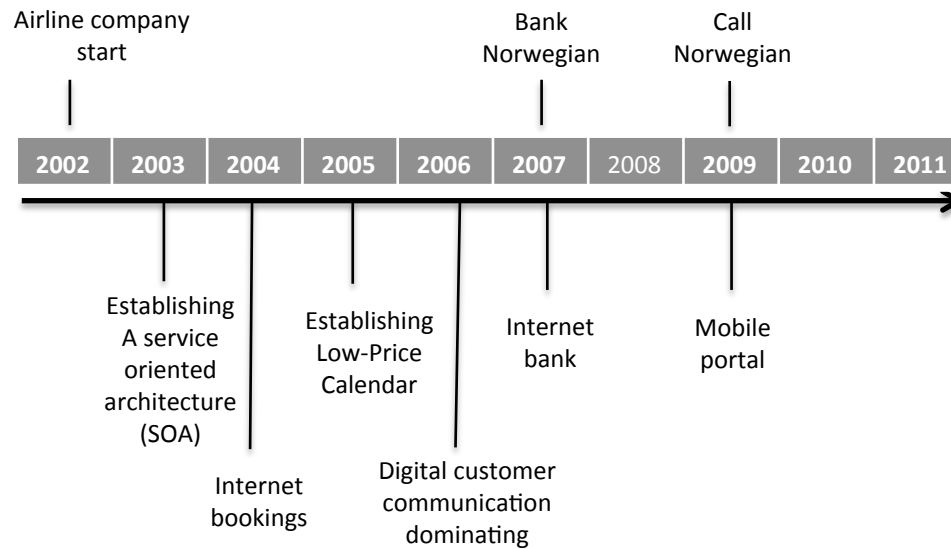 Airline company
start
Bank
Norwegian
Call
Norwegian
2002 2003 2004 2005 2006 2007 2008 2009 2010 2011
Establishing
A service
oriented
architecture
(SOA)
Internet
bookings
Establishing
Low-Price
Calendar
Digital customer
communication
dominating
Internet
bank
Mobile
portal